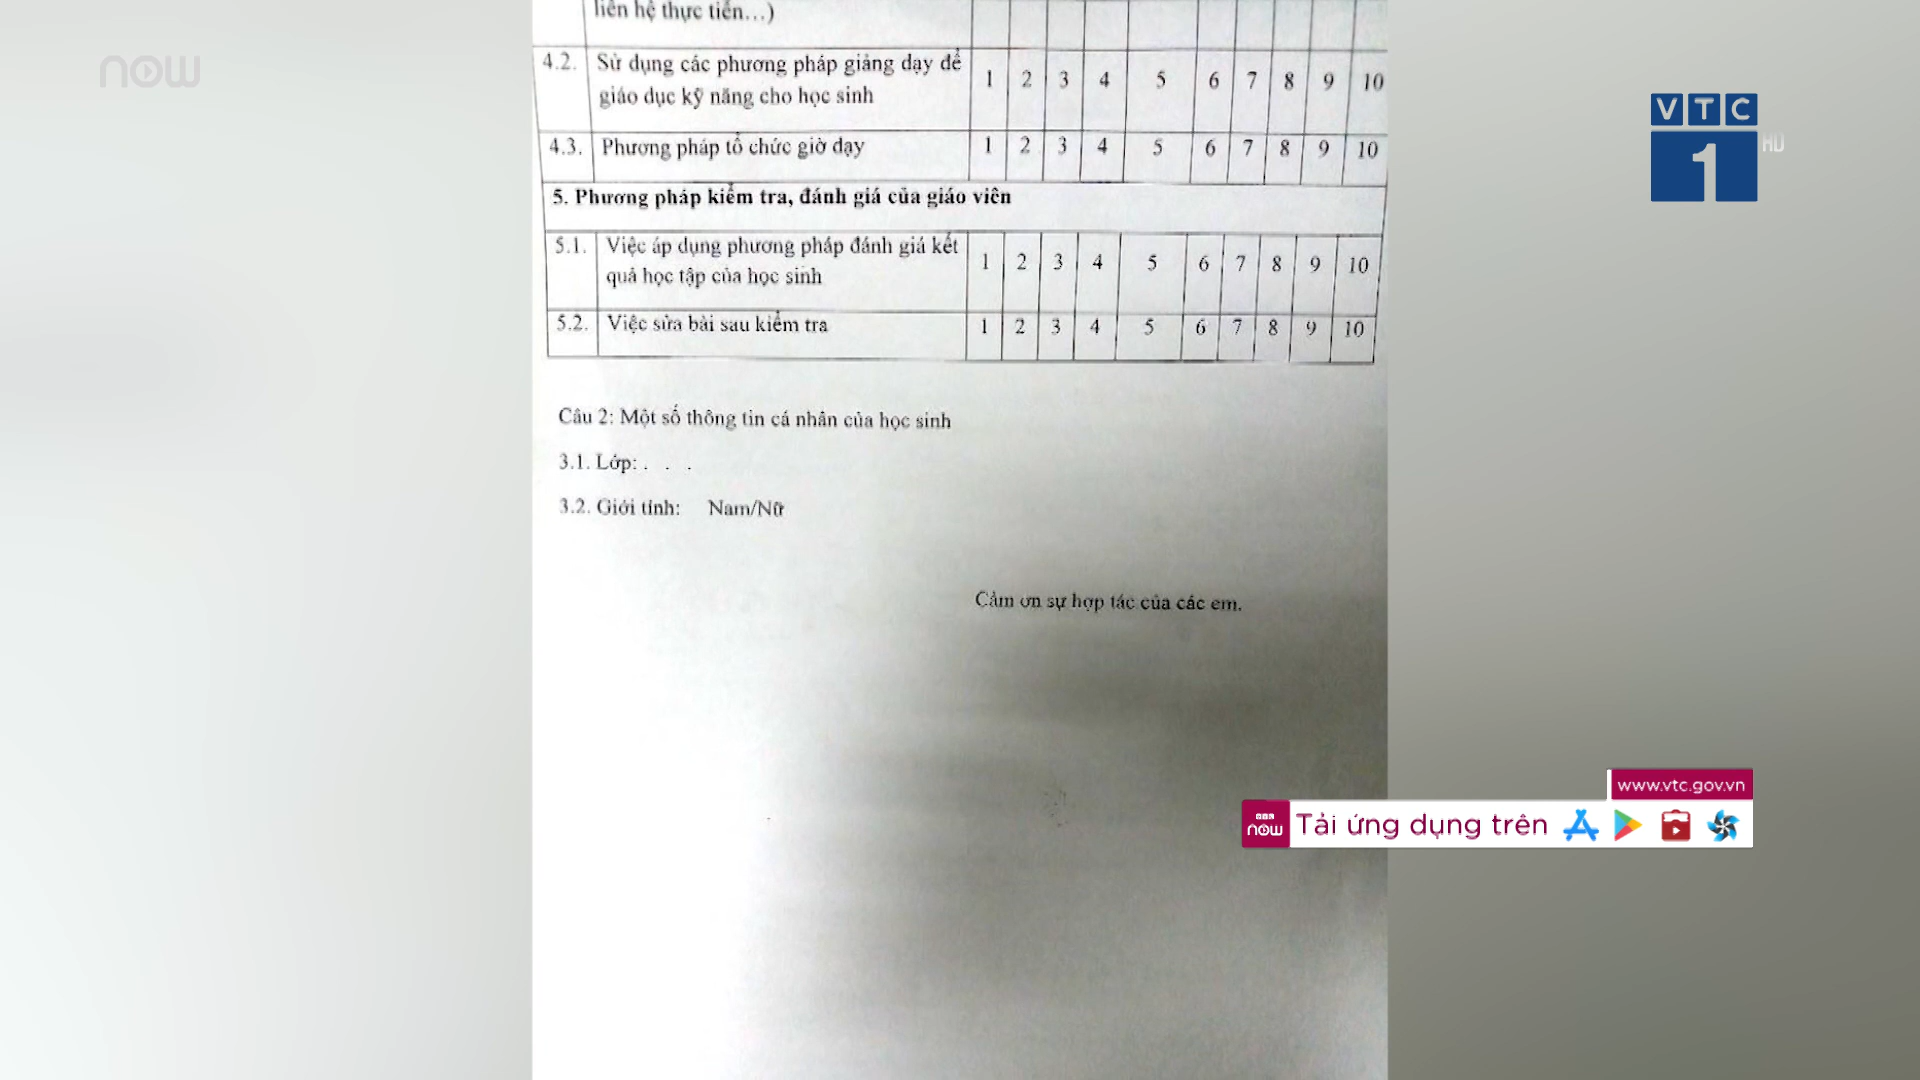 liên hệ thực tiễn...)
4.2. Sử dụng các phương pháp giảng dạy để 1 2 3 4 5 6 7 8 9 10
giáo dục kỹ năng cho học sinh
4.3. Phương pháp tổ chức giờ dạy 1 2 3 4 5 6 7 8 9 10
5. Phương pháp kiểm tra, đánh giá của giáo viên
5.1. Việc áp dụng phương pháp đánh giá kết 1 2 3 4 5 6 7 8 9 10
quả học tập của học sinh
5.2. Việc sửa bài sau kiểm tra 1 2 3 4 5 6 7 8 9 10
Câu 2: Một số thông tin cá nhân của học sinh
3.1. Lớp: . . .
3.2. Giới tính: Nam/Nữ
Cảm ơn sự hợp tác của các em.
now
VTC
1 HD
www.vtc.gov.vn
now Tải ứng dụng trên